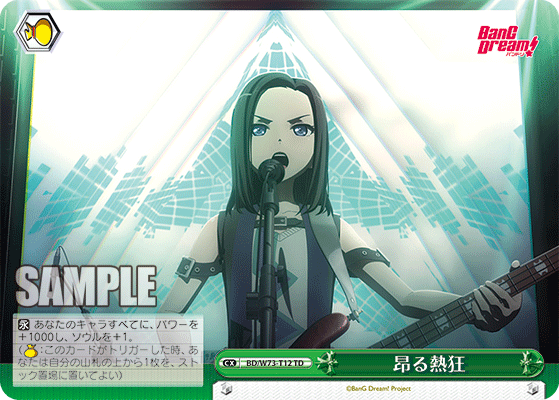 BanG
Dream!
バンドリ!
SAMPLE
永 あなたのキャラすべてに、パワーを
+1000し、ソウルを+1。
(:このカードがトリガーした時、あ
なたは自分の山札の上から1枚を、スト
ック置場に置いてよい)
CX BD/W73-T12 TD
昂る熱狂
©BanG Dream! Project